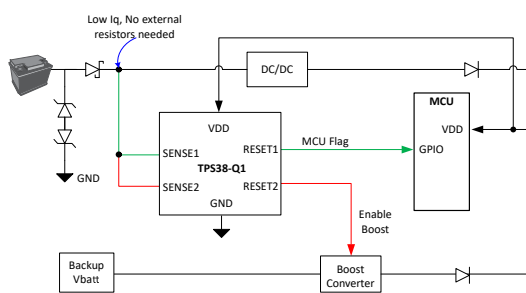 Low Iq, No external
resistors needed
DC/DC
MCU
VDD
VDD
SENSE1
RESET1
MCU Flag
GPIO
TPS38-Q1
GND
SENSE2
RESET2
GND
Enable
Boost
Backup
Vbatt
Boost
Converter